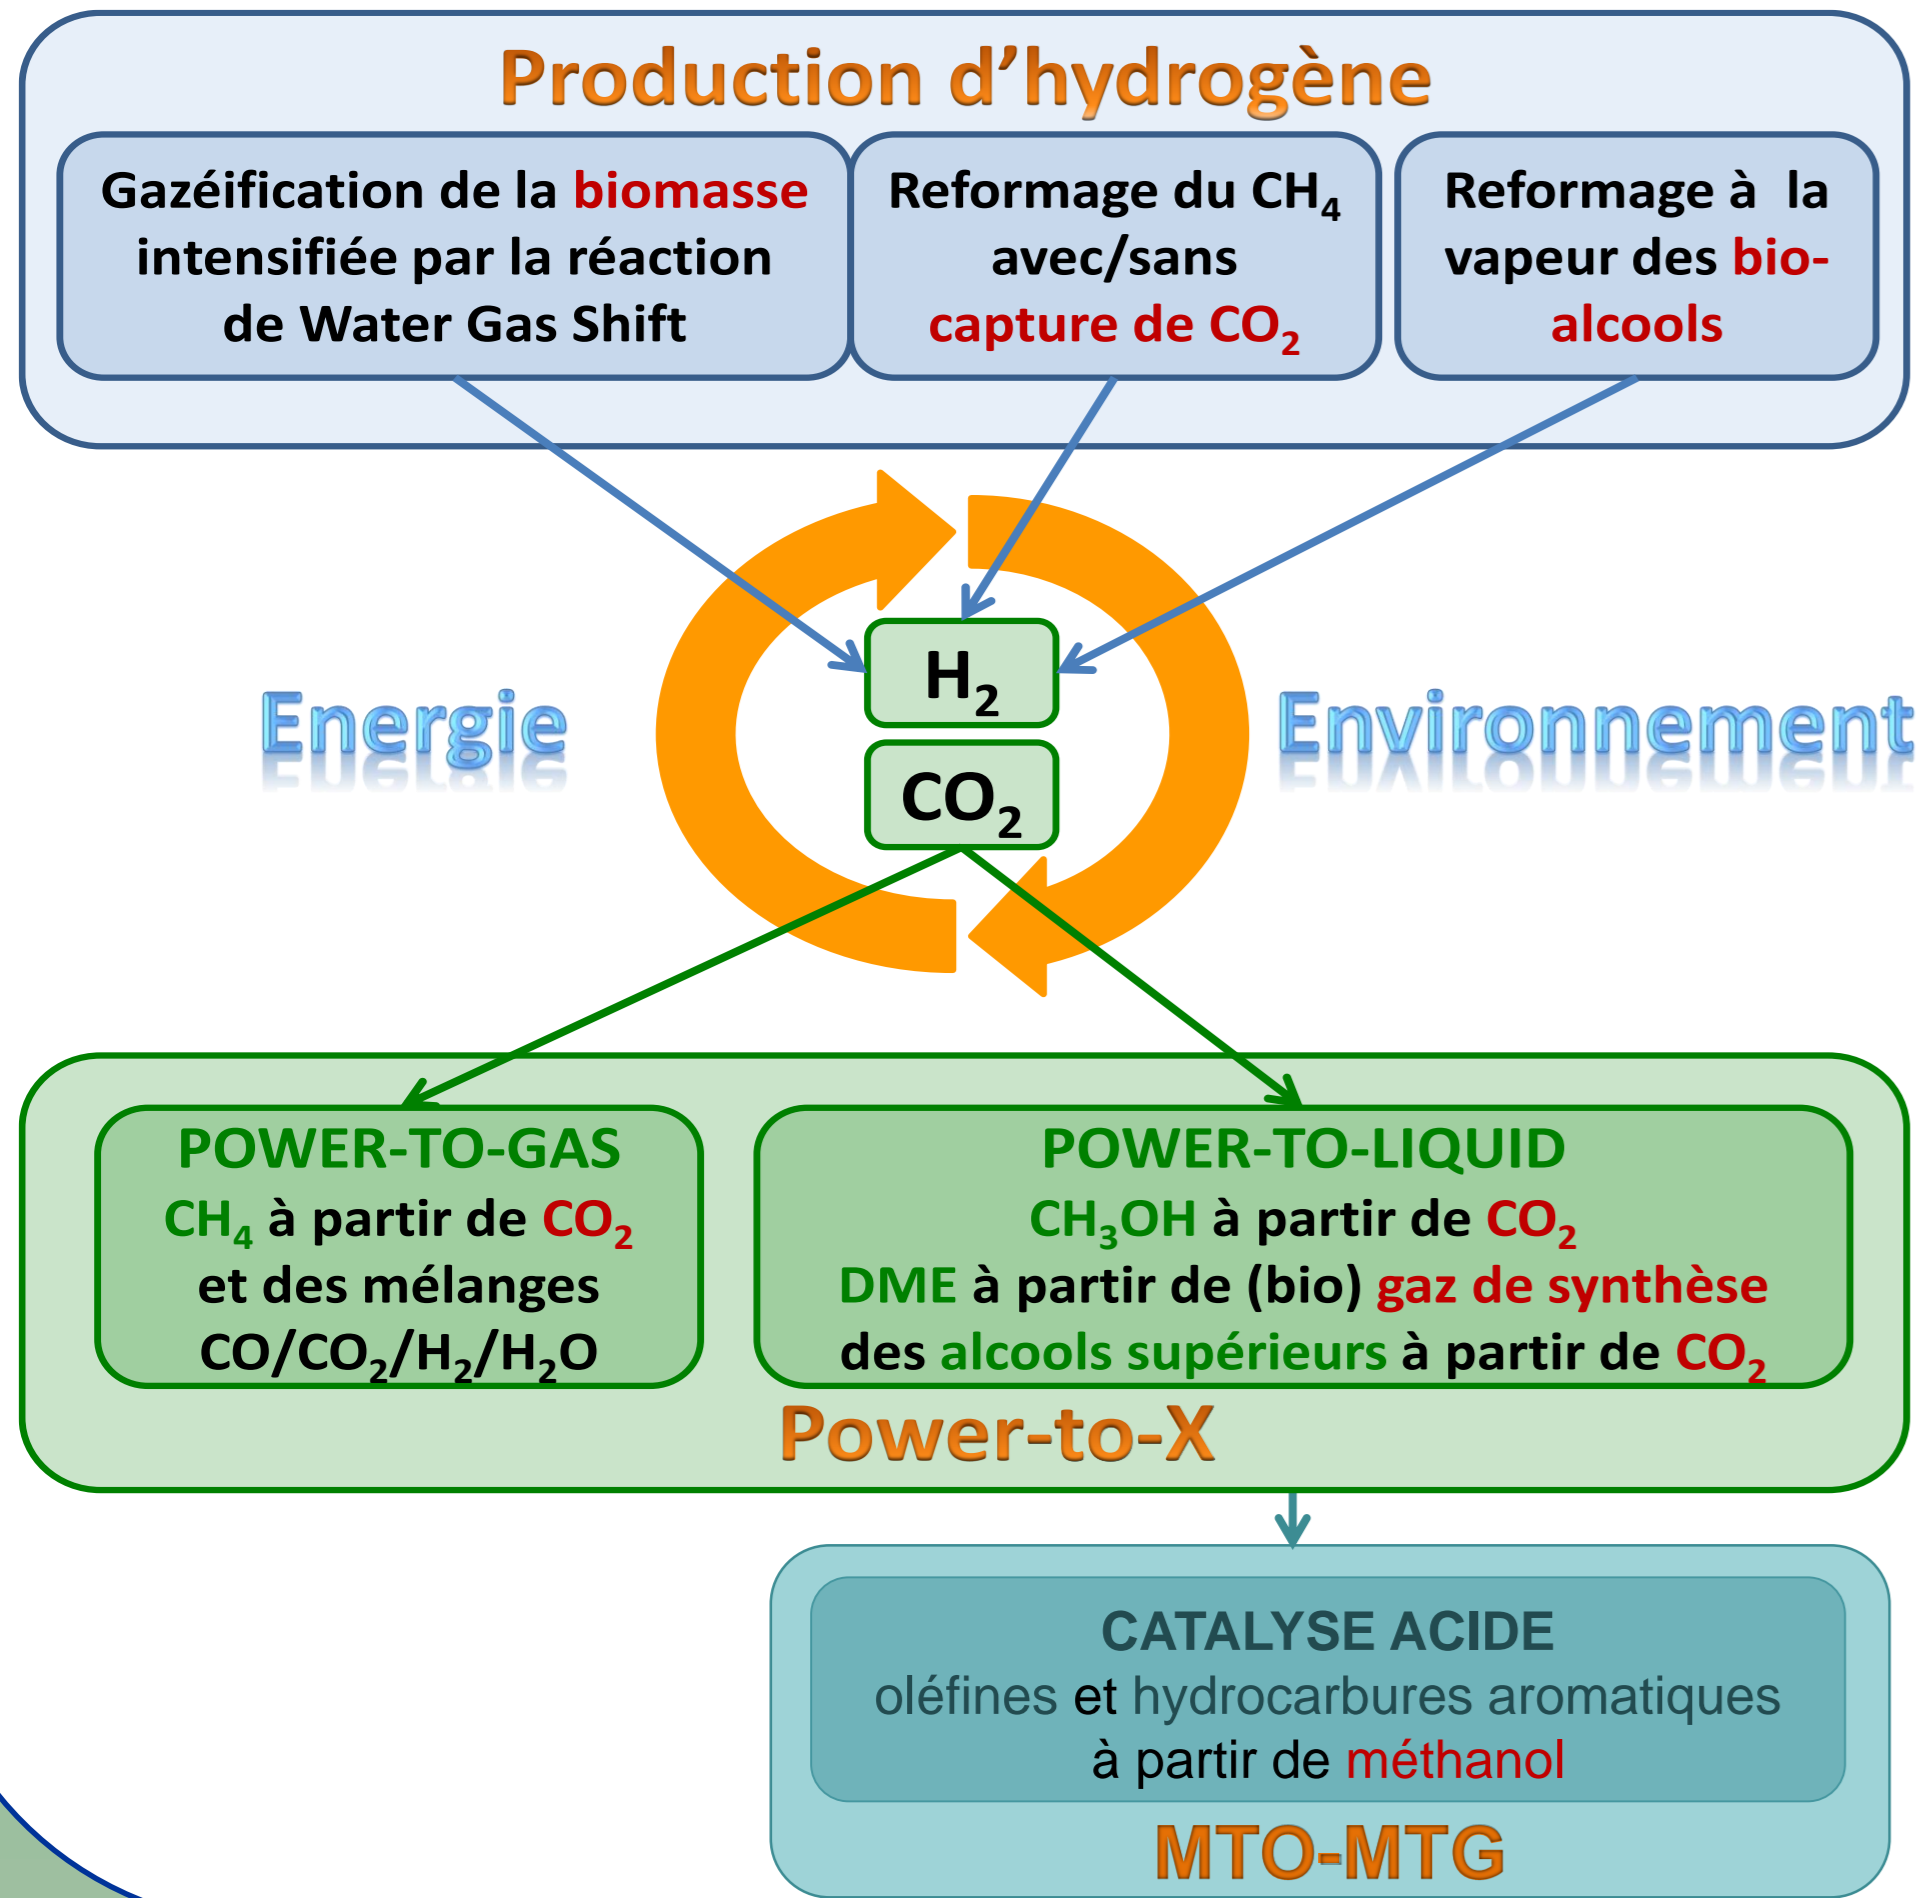 Production d’hydrogène
Gazéification de la biomasse
intensifiée par la réaction
de Water Gas Shift
Reformage du CH₄
avec/sans
capture de CO₂
Reformage à la
vapeur des bio-
alcools
H₂
Energie
Environnement
CO₂
POWER-TO-GAS
CH₄ à partir de CO₂
et des mélanges
CO/CO₂/H₂/H₂O
POWER-TO-LIQUID
CH₃OH à partir de CO₂
DME à partir de (bio) gaz de synthèse
des alcools supérieurs à partir de CO₂
Power-to-X
CATALYSE ACIDE
oléfines et hydrocarbures aromatiques
à partir de méthanol
MTO-MTG